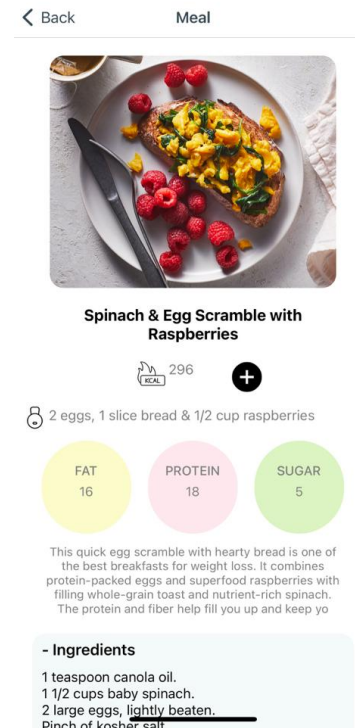 Back
Meal
Spinach & Egg Scramble with
Raspberries
KCAL
296
2 eggs, 1 slice bread & 1/2 cup raspberries
FAT
16
PROTEIN
18
SUGAR
5
This quick egg scramble with hearty bread is one of
the best breakfasts for weight loss. It combines
protein-packed eggs and superfood raspberries with
filling whole-grain toast and nutrient-rich spinach.
The protein and fiber help fill you up and keep yo
- Ingredients
1 teaspoon canola oil.
1 1/2 cups baby spinach.
2 large eggs, lightly beaten.
Pinch of kosher salt